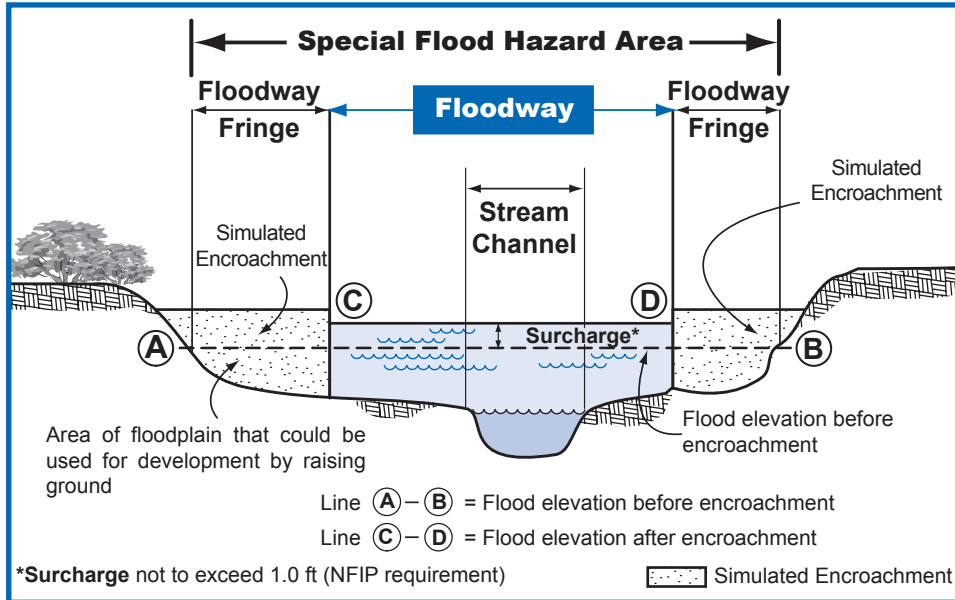 Special Flood Hazard Area
Floodway
Fringe
Floodway
Floodway
Fringe
Simulated
Encroachment
Stream
Channel
Simulated
Encroachment
C
D
Surcharge*
A
B
Area of floodplain that could be
used for development by raising
ground
Flood elevation before
encroachment
Line A – B = Flood elevation before encroachment
Line C – D = Flood elevation after encroachment
*Surcharge not to exceed 1.0 ft (NFIP requirement)
Simulated Encroachment